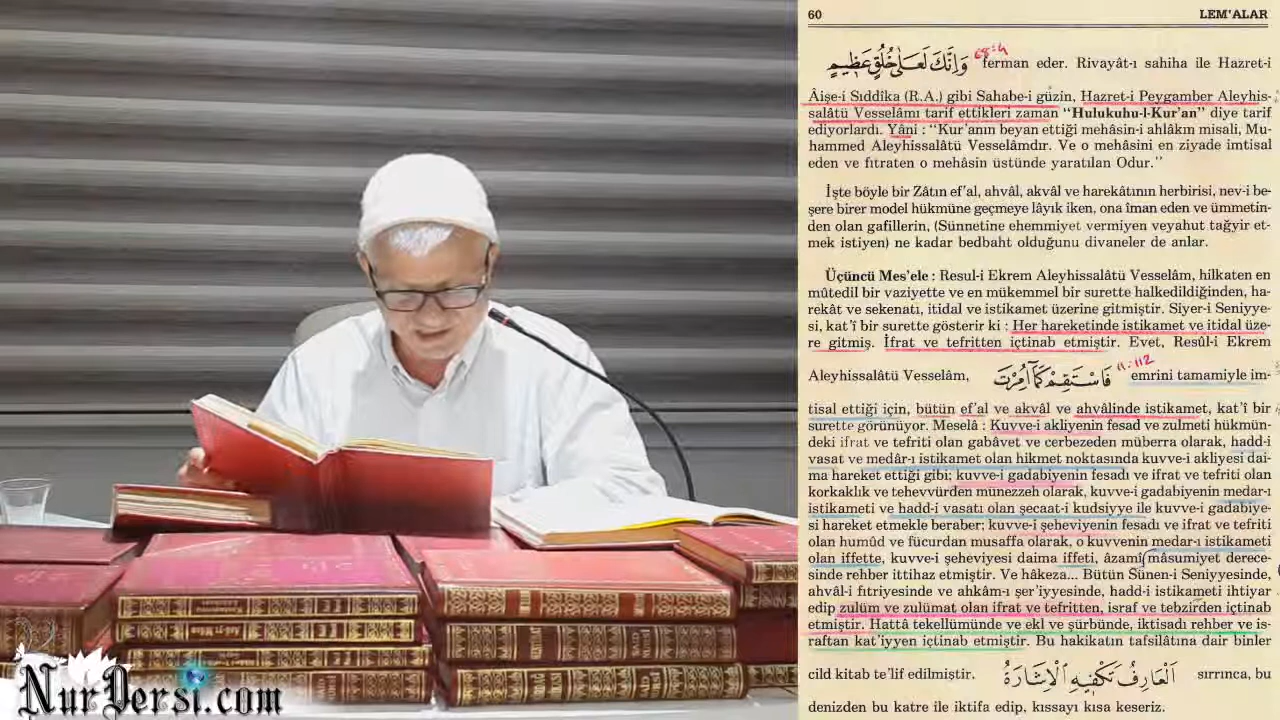 60 LEM'ALAR
وَاِنَّكَ لَعَلٰى خُلُقٍ عَظِيمٍ 68:4 ferman eder. Rivayât-ı sahiha ile Hazret-i
Âişe-i Sıddîka (R.A.) gibi Sahabe-i güzin, Hazret-i Peygamber Aleyhis-
salâtü Vesselâmı tarif ettikleri zaman "Hulukuhu-l-Kur'an" diye tarif
ediyorlardı. Yâni : "Kur'anın beyan ettiği mehâsin-i ahlâkın misali, Mu-
hammed Aleyhissalâtü Vesselâmdır. Ve o mehâsini en ziyade imtisal
eden ve fıtraten o mehâsin üstünde yaratılan Odur."
İşte böyle bir Zâtın ef'al, ahvâl, akvâl ve harekâtının herbirisi, nev-i be-
şere birer model hükmüne geçmeye lâyık iken, ona îman eden ve ümmetin-
den olan gafillerin, (Sünnetine ehemmiyet vermiyen veyahut tağyir et-
mek istiyen) ne kadar bedbaht olduğunu divaneler de anlar.
Üçüncü Mes'ele : Resul-i Ekrem Aleyhissalâtü Vesselâm, hilkaten en
mûtedil bir vaziyette ve en mükemmel bir surette halkedildiğinden, ha-
rekât ve sekenatı, itidal ve istikamet üzerine gitmiştir. Siyer-i Seniyye-
si, kat'î bir surette gösterir ki : Her hareketinde istikamet ve itidal üze-
re gitmiş. İfrat ve tefritten içtinab etmiştir. Evet, Resûl-i Ekrem
Aleyhissalâtü Vesselâm, فَاسْتَقِمْ كَمَٓا اُمِرْتَ 11:112 emrini tamamiyle im-
tisal ettiği için, bütün ef'al ve akvâl ve ahvâlinde istikamet, kat'î bir
surette görünüyor. Meselâ : Kuvve-i akliyenin fesad ve zulmeti hükmün-
deki ifrat ve tefriti olan gabâvet ve cerbezeden müberra olarak, hadd-i
vasat ve medâr-ı istikamet olan hikmet noktasında kuvve-i akliyesi dai-
ma hareket ettiği gibi; kuvve-i gadabiyenin fesadı ve ifrat ve tefriti olan
korkaklık ve tehevvürden münezzeh olarak, kuvve-i gadabiyenin medar-ı
istikameti ve hadd-i vasatı olan şecaat-i kudsiyye ile kuvve-i gadabiye-
si hareket etmekle beraber; kuvve-i şeheviyenin fesadı ve ifrat ve tefriti
olan humûd ve fücurdan musaffa olarak, o kuvvenin medar-ı istikameti
olan iffette, kuvve-i şeheviyesi daima iffeti, âzamî mâsumiyet derece-
sinde rehber ittihaz etmiştir. Ve hâkeza... Bütün Sünen-i Seniyyesinde,
ahvâl-i fıtriyesinde ve ahkâm-ı şer'iyyesinde, hadd-i istikameti ihtiyar
edip zulüm ve zulümat olan ifrat ve tefritten, israf ve tebzirden içtinab
etmiştir. Hattâ tekellümünde ve ekl ve şürbünde, iktisadı rehber ve is-
raftan kat'iyyen içtinab etmiştir. Bu hakikatın tafsilâtına dair binler
cild kitab te'lif edilmiştir. اَلْعَارِفُ تَكْفِيهِ الْاِشَارَةُ sırrınca, bu
denizden bu katre ile iktifa edip, kıssayı kısa keseriz.
NurDersi.com